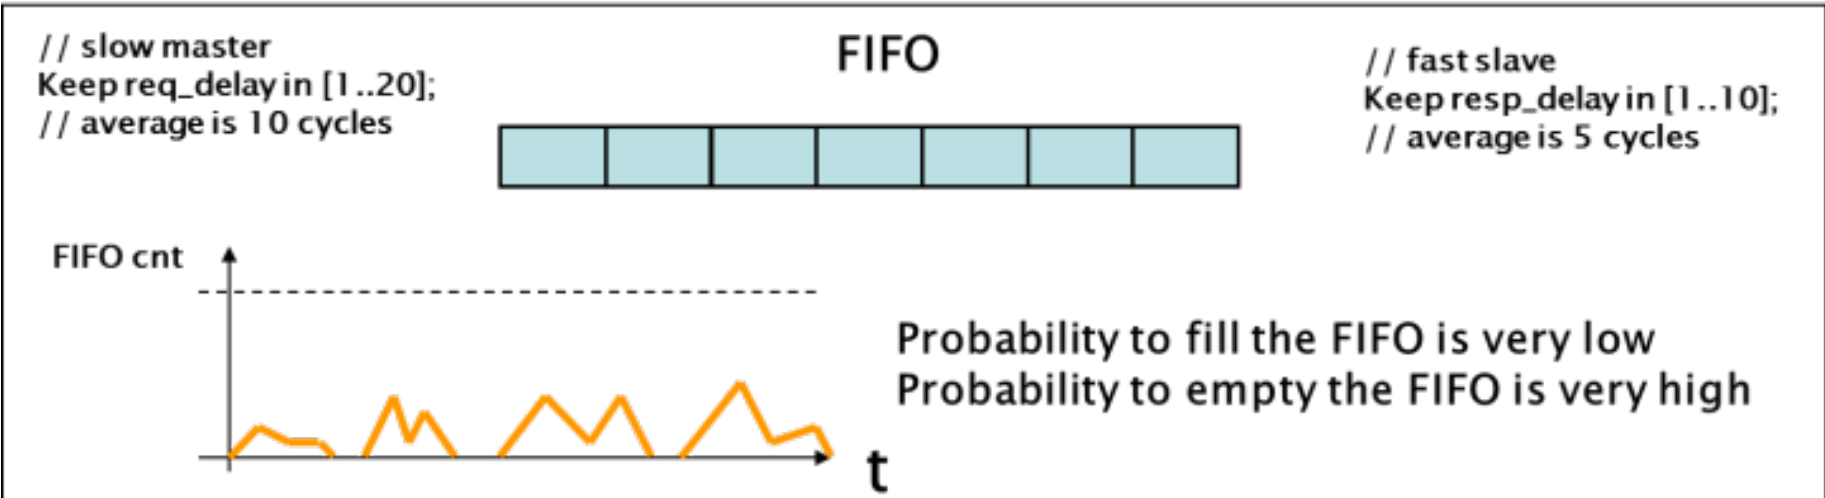 // slow master
Keep req_delay in [1..20];
// average is 10 cycles
FIFO
// fast slave
Keep resp_delay in [1..10];
// average is 5 cycles
FIFO cnt
Probability to fill the FIFO is very low
Probability to empty the FIFO is very high
t